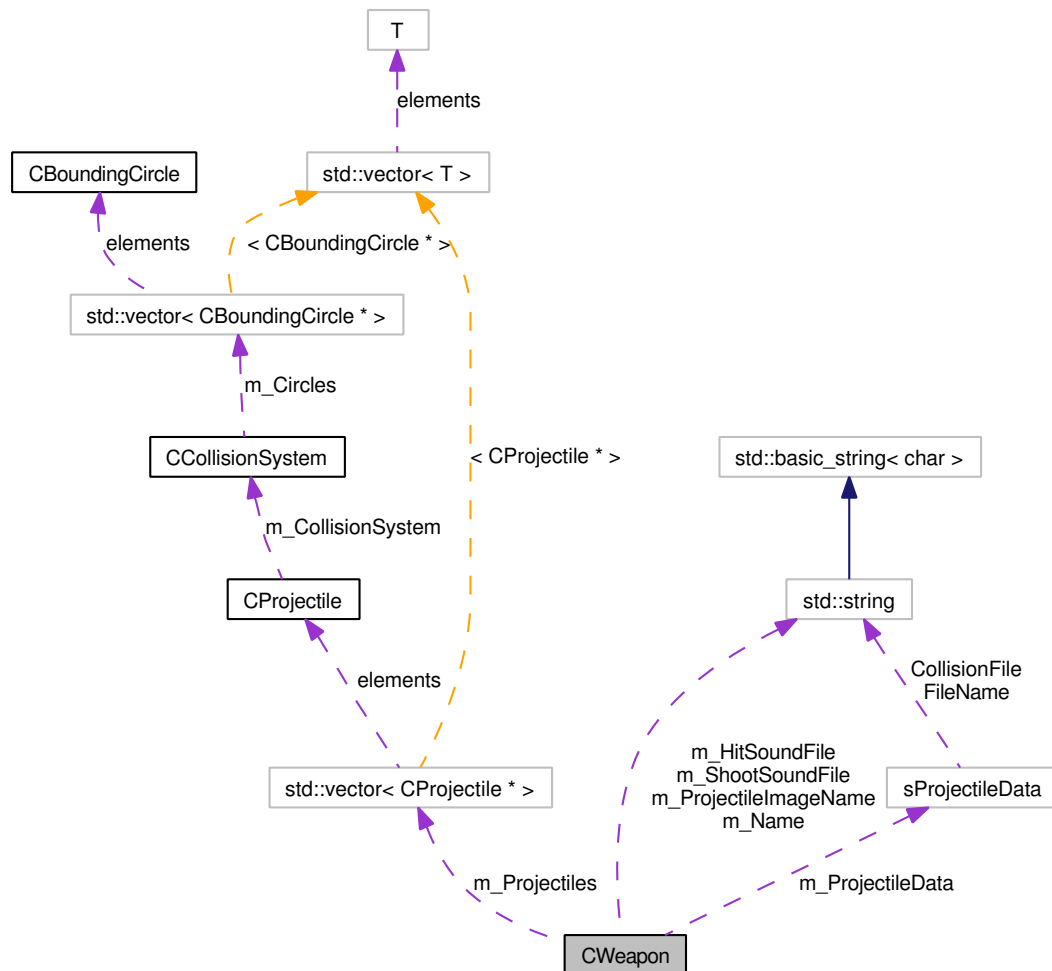 T
elements
CBoundingCircle
std::vector< T >
elements
< CBoundingCircle * >
std::vector< CBoundingCircle * >
m_Circles
CCollisionSystem
< CProjectile * >
std::basic_string< char >
m_CollisionSystem
CProjectile
std::string
elements
CollisionFile
FileName
m_HitSoundFile
m_ShootSoundFile
m_ProjectileImageName
m_Name
std::vector< CProjectile * >
sProjectileData
m_Projectiles
m_ProjectileData
CWeapon